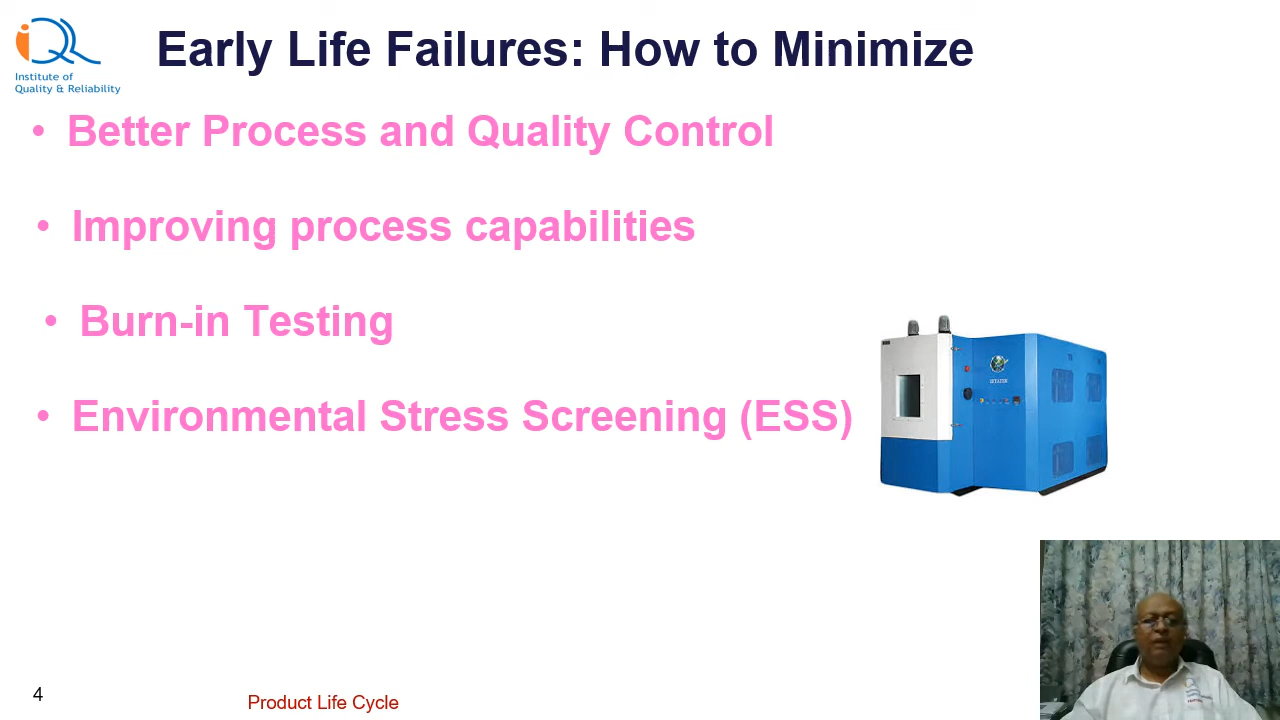 Early Life Failures: How to Minimize
Institute of
Quality & Reliability
• Better Process and Quality Control
• Improving process capabilities
• Burn-in Testing
• Environmental Stress Screening (ESS)
4
Product Life Cycle